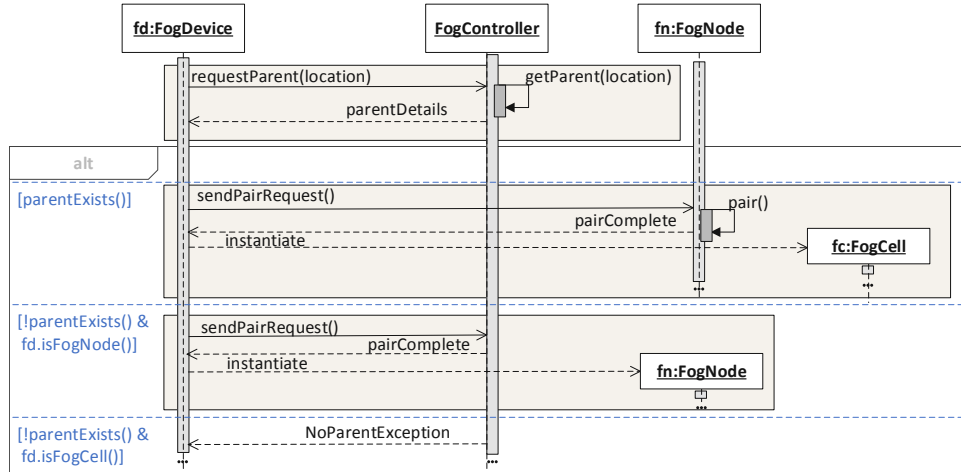 fd:FogDevice
FogController
fn:FogNode
requestParent(location)
getParent(location)
parentDetails
alt
[parentExists()]
sendPairRequest()
pair()
pairComplete
instantiate
fc:FogCell
[!parentExists() &
fd.isFogNode()]
sendPairRequest()
pairComplete
instantiate
fn:FogNode
[!parentExists() &
fd.isFogCell()]
NoParentException